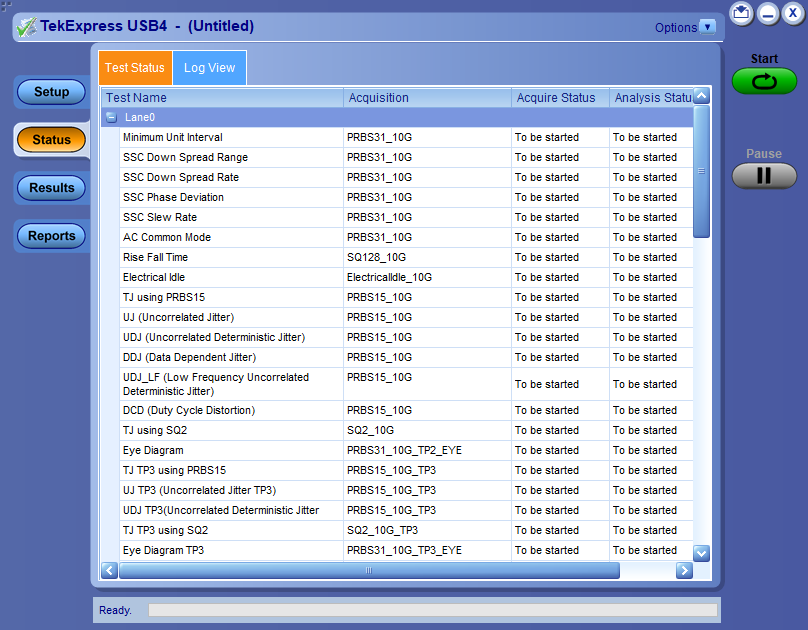 TekExpress USB4 - (Untitled)
Options
Start
Pause
Setup
Status
Results
Reports
Test Status Log View
Test Name Acquisition Acquire Status Analysis Statu
Lane0
Minimum Unit Interval PRBS31_10G To be started To be started
SSC Down Spread Range PRBS31_10G To be started To be started
SSC Down Spread Rate PRBS31_10G To be started To be started
SSC Phase Deviation PRBS31_10G To be started To be started
SSC Slew Rate PRBS31_10G To be started To be started
AC Common Mode PRBS31_10G To be started To be started
Rise Fall Time SQ128_10G To be started To be started
Electrical Idle ElectricalIdle_10G To be started To be started
TJ using PRBS15 PRBS15_10G To be started To be started
UJ (Uncorrelated Jitter) PRBS15_10G To be started To be started
UDJ (Uncorrelated Deterministic Jitter) PRBS15_10G To be started To be started
DDJ (Data Dependent Jitter) PRBS15_10G To be started To be started
UDJ_LF (Low Frequency Uncorrelated PRBS15_10G To be started To be started
Deterministic Jitter)
DCD (Duty Cycle Distortion) PRBS15_10G To be started To be started
TJ using SQ2 SQ2_10G To be started To be started
Eye Diagram PRBS31_10G_TP2_EYE To be started To be started
TJ TP3 using PRBS15 PRBS15_10G_TP3 To be started To be started
UJ TP3 (Uncorrelated Jitter TP3) PRBS15_10G_TP3 To be started To be started
UDJ TP3(Uncorrelated Deterministic Jitter PRBS15_10G_TP3 To be started To be started
TJ TP3 using SQ2 SQ2_10G_TP3 To be started To be started
Eye Diagram TP3 PRBS31_10G_TP3_EYE To be started To be started
Ready.